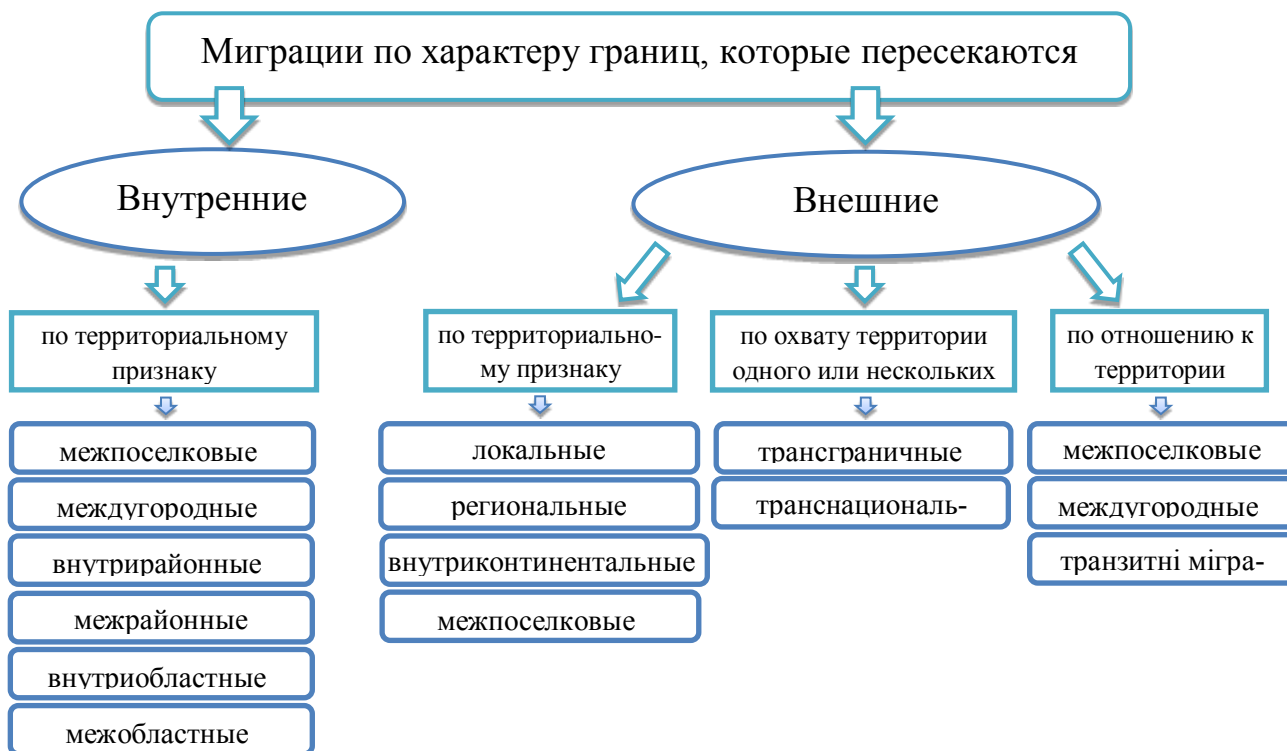 Миграции по характеру границ, которые пересекаются
Внутренние
Внешние
по территориальному
признаку
по территориально-
му признаку
по охвату территории
одного или нескольких
по отношению к
территории
межпоселковые
междугородные
внутрирайонные
межрайонные
внутриобластные
межобластные
локальные
региональные
внутриконтинентальные
межпоселковые
трансграничные
транснациональ-
межпоселковые
междугородные
транзитні мігра-